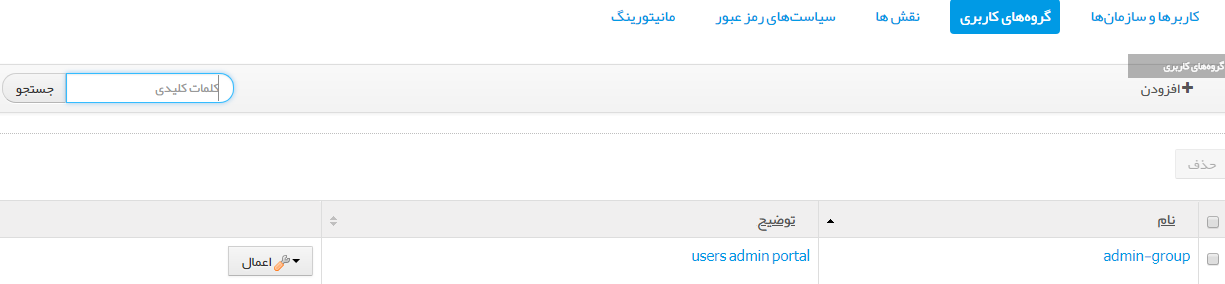 کاربرها و سازمان‌ها گروه‌های کاربری نقش ها سیاست‌های رمز عبور مانیتورینگ
گروه‌های کاربری
افزودن کلمات کلیدی جستجو
حذف
نام توضیح
admin-group users admin portal اعمال